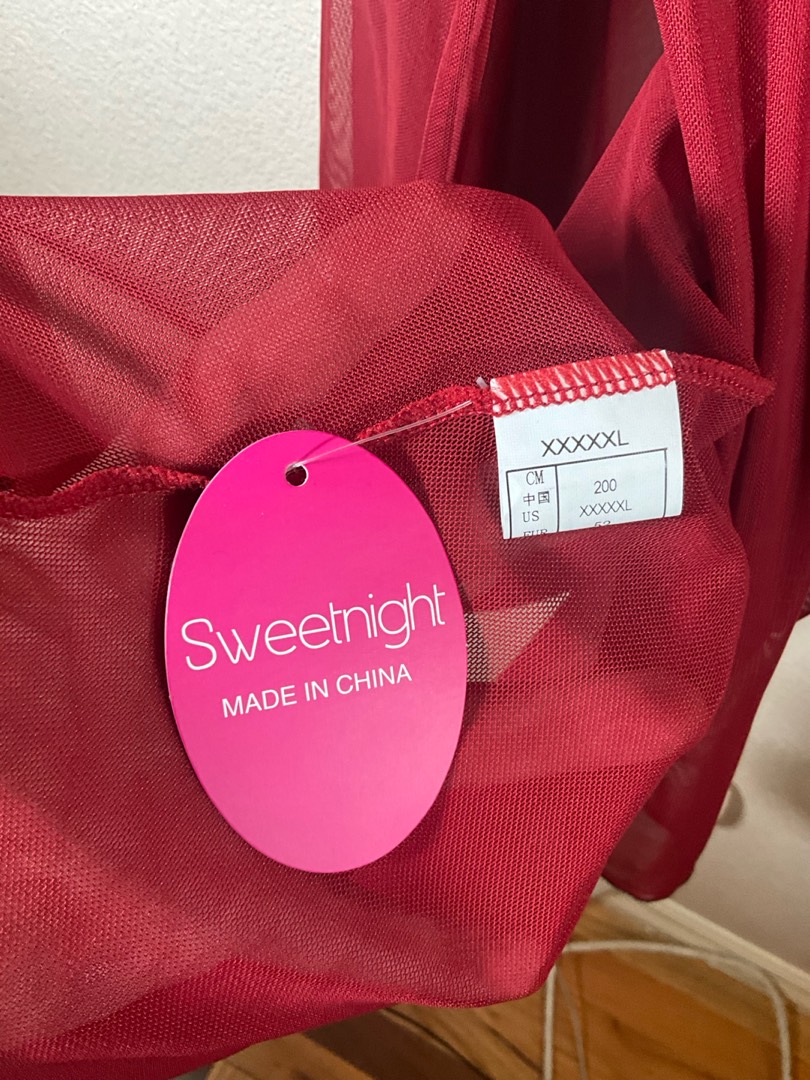 Sweetnight
MADE IN CHINA
XXXXXL
CM 200
中国 XXXXXL
US